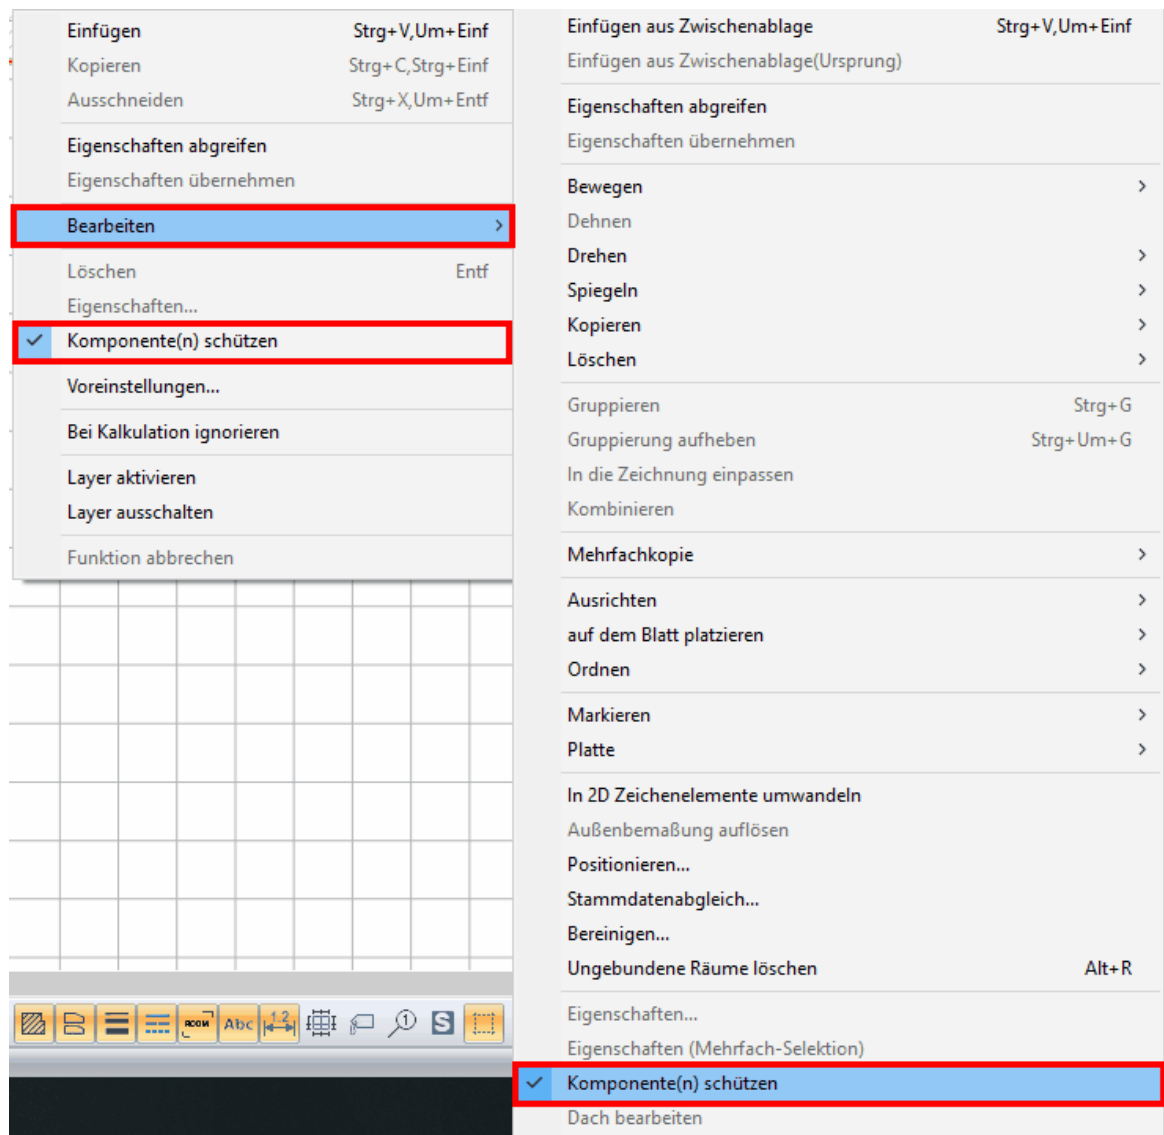 Einfügen Strg+V,Um+Einf
Kopieren Strg+C,Strg+Einf
Ausschneiden Strg+X,Um+Entf
Eigenschaften abgreifen
Eigenschaften übernehmen
Bearbeiten
Löschen Entf
Eigenschaften...
Komponente(n) schützen
Voreinstellungen...
Bei Kalkulation ignorieren
Layer aktivieren
Layer ausschalten
Funktion abbrechen
ROOM Abc 1.2 1 S
Einfügen aus Zwischenablage Strg+V,Um+Einf
Einfügen aus Zwischenablage(Ursprung)
Eigenschaften abgreifen
Eigenschaften übernehmen
Bewegen
Dehnen
Drehen
Spiegeln
Kopieren
Löschen
Gruppieren Strg+G
Gruppierung aufheben Strg+Um+G
In die Zeichnung einpassen
Kombinieren
Mehrfachkopie
Ausrichten
auf dem Blatt platzieren
Ordnen
Markieren
Platte
In 2D Zeichenelemente umwandeln
Außenbemaßung auflösen
Positionieren...
Stammdatenabgleich...
Bereinigen...
Ungebundene Räume löschen Alt+R
Eigenschaften...
Eigenschaften (Mehrfach-Selektion)
Komponente(n) schützen
Dach bearbeiten